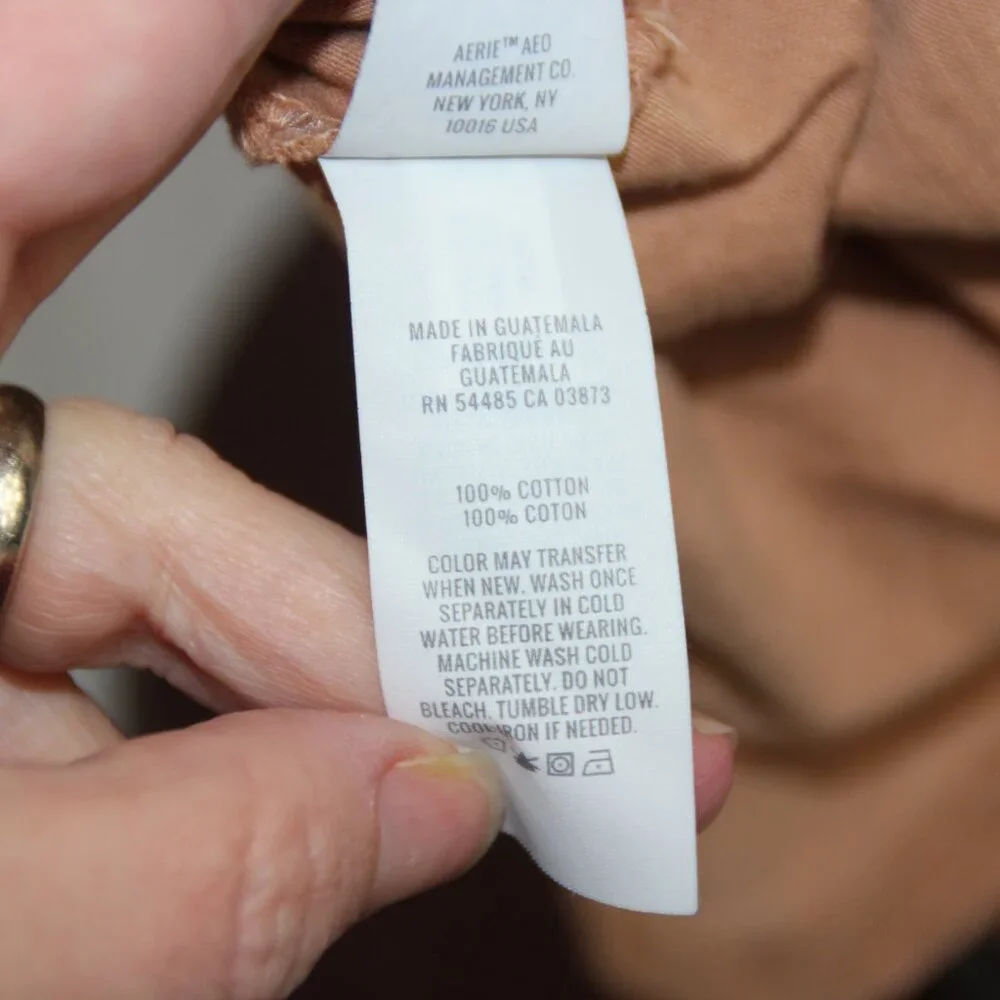 AERIE™ AEO
MANAGEMENT CO.
NEW YORK, NY
10016 USA
MADE IN GUATEMALA
FABRIQUÉ AU
GUATEMALA
RN 54485 CA 03873
100% COTTON
100% COTON
COLOR MAY TRANSFER
WHEN NEW. WASH ONCE
SEPARATELY IN COLD
WATER BEFORE WEARING.
MACHINE WASH COLD
SEPARATELY. DO NOT
BLEACH. TUMBLE DRY LOW.
COOL IRON IF NEEDED.